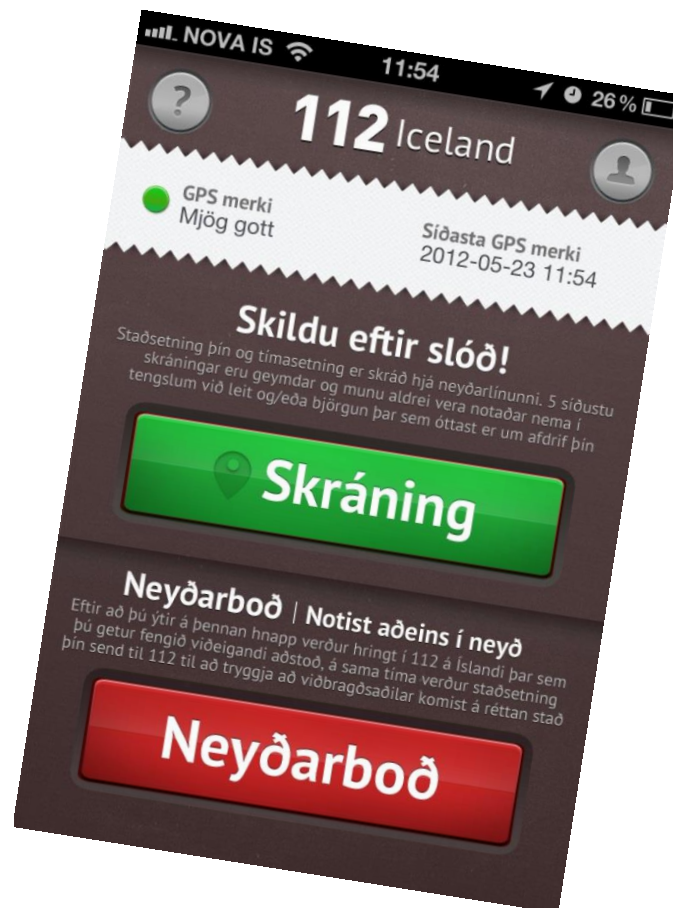 NOVA IS 11:54 26%
?
112 Iceland
GPS merki
Mjög gott
Síðasta GPS merki
2012-05-23 11:54
Skildu eftir slóð!
Staðsetning þín og tímasetning er skráð hjá neyðarlínunni. 5 síðustu
skráningar eru geymdar og munu aldrei vera notaðar nema í
tengslum við leit og/eða björgun þar sem óttast er um afdrif þín
Skráning
Neyðarboð | Notist aðeins í neyð
Eftir að þú ýtir á þennan hnapp verður hringt í 112 á Íslandi þar sem
þú getur fengið viðeigandi aðstoð, á sama tíma verður staðsetning
þín send til 112 til að tryggja að viðbragðsaðilar komist á réttan stað
Neyðarboð